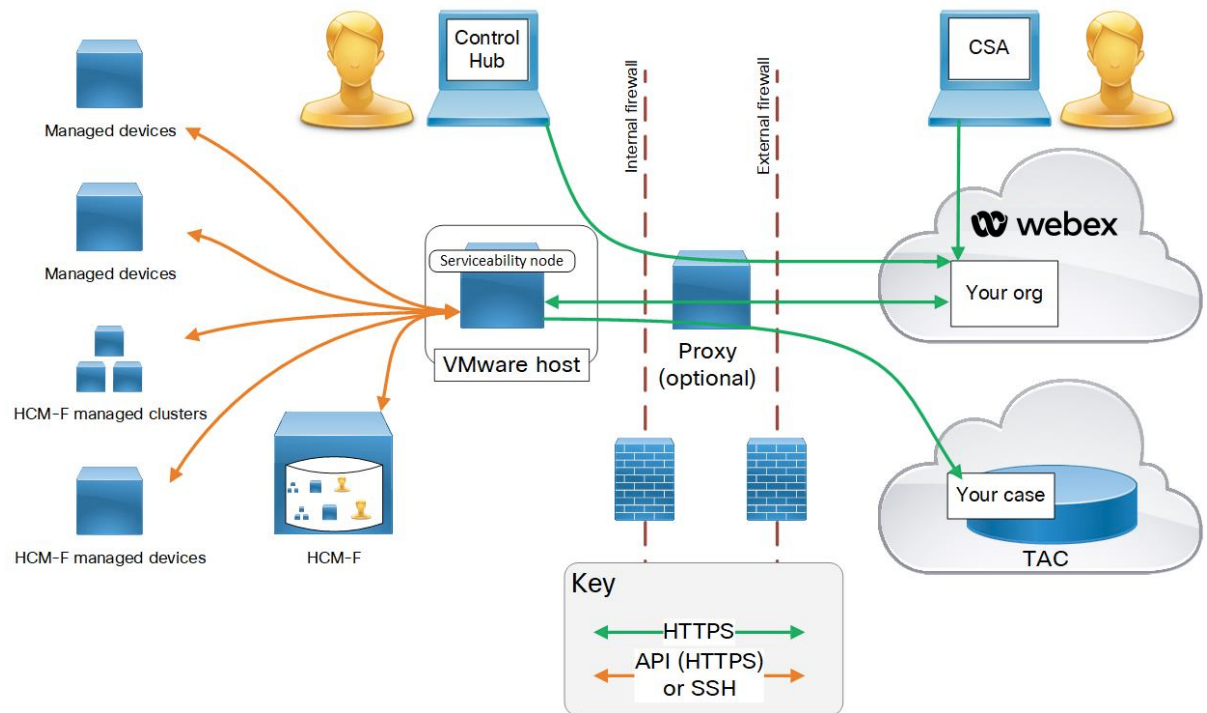 Control
Hub
CSA
Internal firewall
External firewall
Managed devices
webex
Serviceability node
Your org
Managed devices
VMware host
Proxy
(optional)
HCM-F managed clusters
Your case
HCM-F managed devices
HCM-F
TAC
Key
HTTPS
API (HTTPS)
or SSH